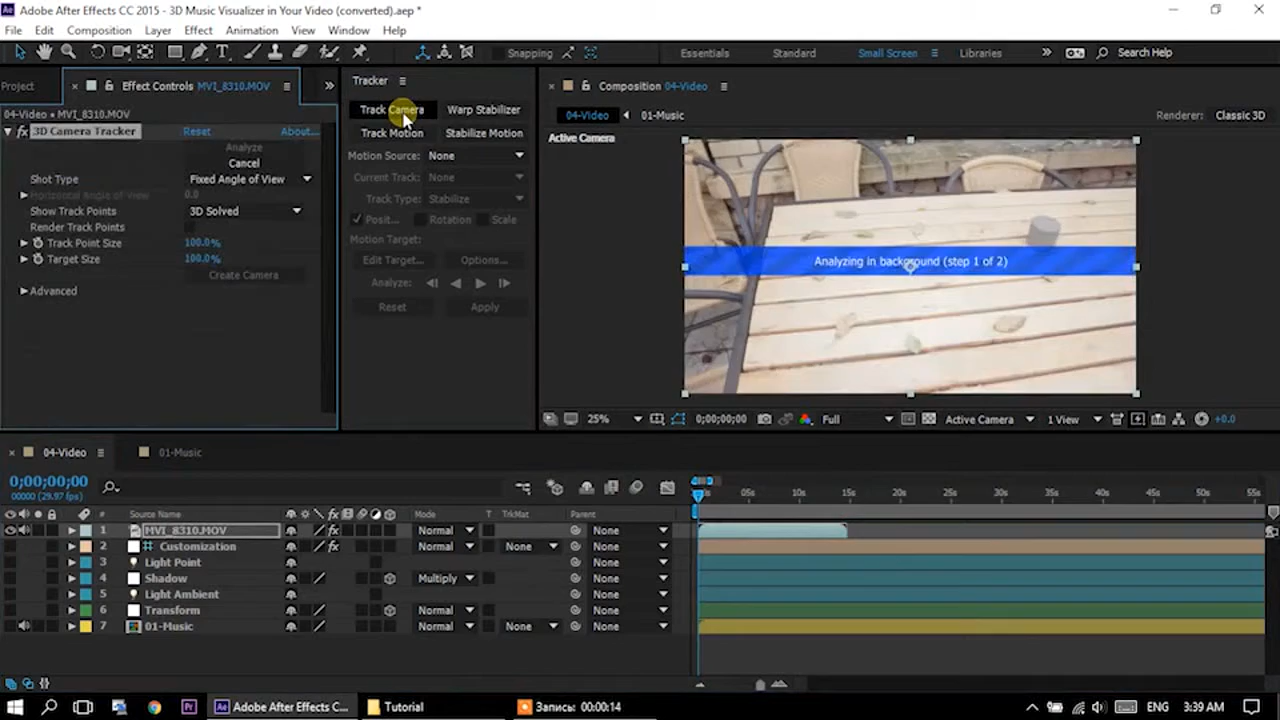 Adobe After Effects CC 2015 - 3D Music Visualizer in Your Video (converted).aep *
File Edit Composition Layer Effect Animation View Window Help
Snapping Essentials Standard Small Screen Libraries Search Help
Project Effect Controls MVI_8310.MOV
04-Video • MVI_8310.MOV
fx 3D Camera Tracker Reset About...
Analyze
Cancel
Shot Type Fixed Angle of View
Horizontal Angle of View 0.0
Show Track Points 3D Solved
Render Track Points
Track Point Size 100.0%
Target Size 100.0%
Create Camera
Advanced
Tracker
Track Camera Warp Stabilizer
Track Motion Stabilize Motion
Motion Source: None
Current Track: None
Track Type: Stabilize
Posit... Rotation Scale
Motion Target:
Edit Target... Options...
Analyze:
Reset Apply
Composition 04-Video
04-Video 01-Music Renderer: Classic 3D
Active Camera
Analyzing in background (step 1 of 2)
25% 0;00;00;00 Full Active Camera 1 View +0.0
04-Video 01-Music
0;00;00;00
00000 (29.97 fps)
05s 10s 15s 20s 25s 30s 35s 40s 45s 50s 55s
# Source Name fx Mode T TrkMat Parent
1 MVI_8310.MOV fx Normal None
2 Customization fx Normal None None
3 Light Point None
4 Shadow Multiply None
5 Light Ambient None
6 Transform Normal None
7 01-Music Normal None None
Adobe After Effects C... Tutorial Записы: 00:00:14 ENG 3:39 AM